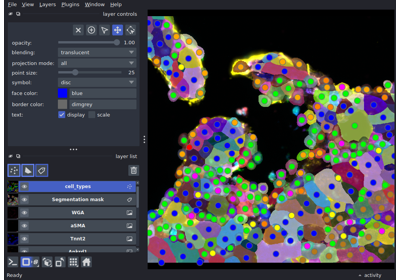 File View Plugins Window Help
layer controls
opacity: 1.00
blending: translucent
projection mode: all
point size: 25
symbol: disc
face color: blue
border color: dimgrey
text: display scale
layer list
cell_types
Segmentation mask
WGA
aSMA
Tnnt2
Ready
activity